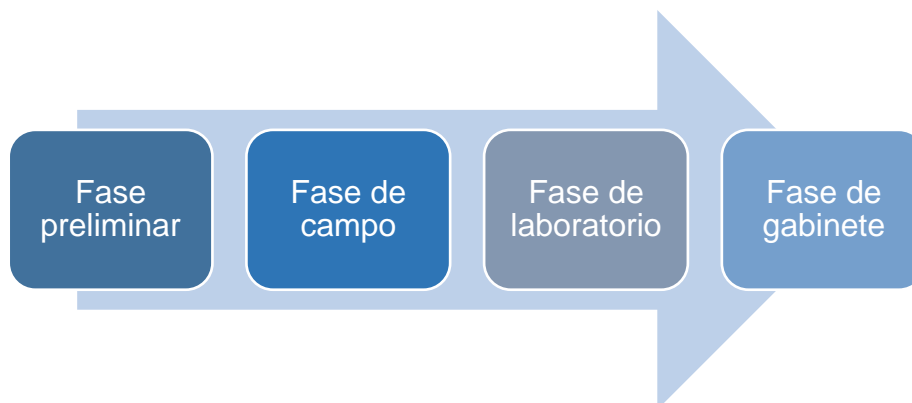 Fase
preliminar
Fase de
campo
Fase de
laboratorio
Fase de
gabinete